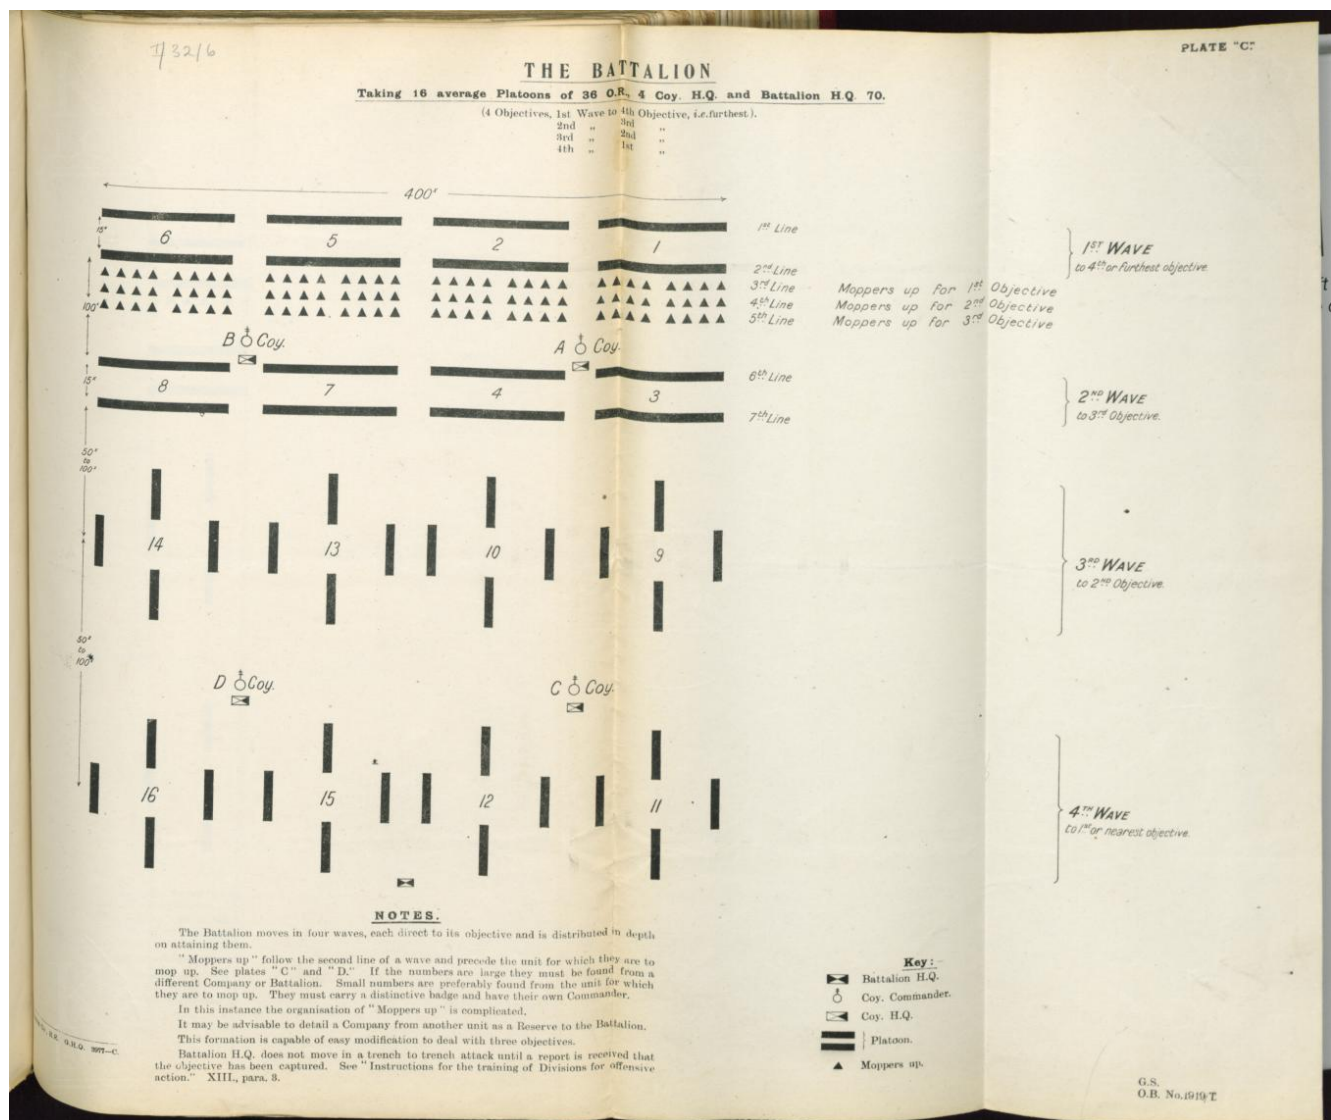 I/32/6
PLATE "C."
THE BATTALION
Taking 16 average Platoons of 36 O.R., 4 Coy. H.Q. and Battalion H.Q. 70.
(4 Objectives, 1st Wave to 4th Objective, i.e. furthest).
2nd „ 3rd „
3rd „ 2nd „
4th „ 1st „
400ˣ
1st Line
15ˣ
6 5 2 1
1ST WAVE
to 4th or furthest objective.
2nd Line
3rd Line Moppers up for 1st Objective
4th Line Moppers up for 2nd Objective
100ˣ
5th Line Moppers up for 3rd Objective
B Coy. A Coy.
6th Line
15ˣ
8 7 4 3
2ND WAVE
to 3rd Objective.
7th Line
50ˣ
to
100ˣ
14 13 10 9
3RD WAVE
to 2nd Objective.
50ˣ
to
100ˣ
D Coy. C Coy.
16 15 12 11
4TH WAVE
to 1st or nearest objective.
NOTES.
The Battalion moves in four waves, each direct to its objective and is distributed in depth
on attaining them.
"Moppers up" follow the second line of a wave and precede the unit for which they are to
mop up. See plates "C" and "D." If the numbers are large they must be found from a
different Company or Battalion. Small numbers are preferably found from the unit for which
they are to mop up. They must carry a distinctive badge and have their own Commander.
In this instance the organisation of "Moppers up" is complicated.
It may be advisable to detail a Company from another unit as a Reserve to the Battalion.
This formation is capable of easy modification to deal with three objectives.
Battalion H.Q. does not move in a trench to trench attack until a report is received that
the objective has been captured. See "Instructions for the training of Divisions for offensive
action." XIII., para. 3.
Key:-
Battalion H.Q.
Coy. Commander.
Coy. H.Q.
Platoon.
Moppers up.
G.S.
O.B. No. 1919/T.